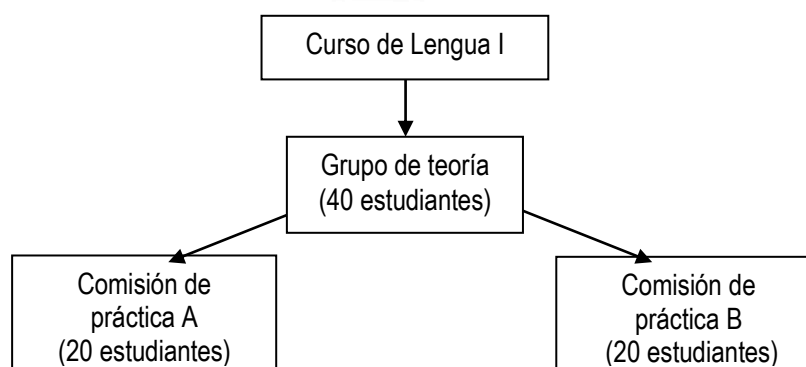 Curso de Lengua I
Grupo de teoría
(40 estudiantes)
Comisión de
práctica A
(20 estudiantes)
Comisión de
práctica B
(20 estudiantes)